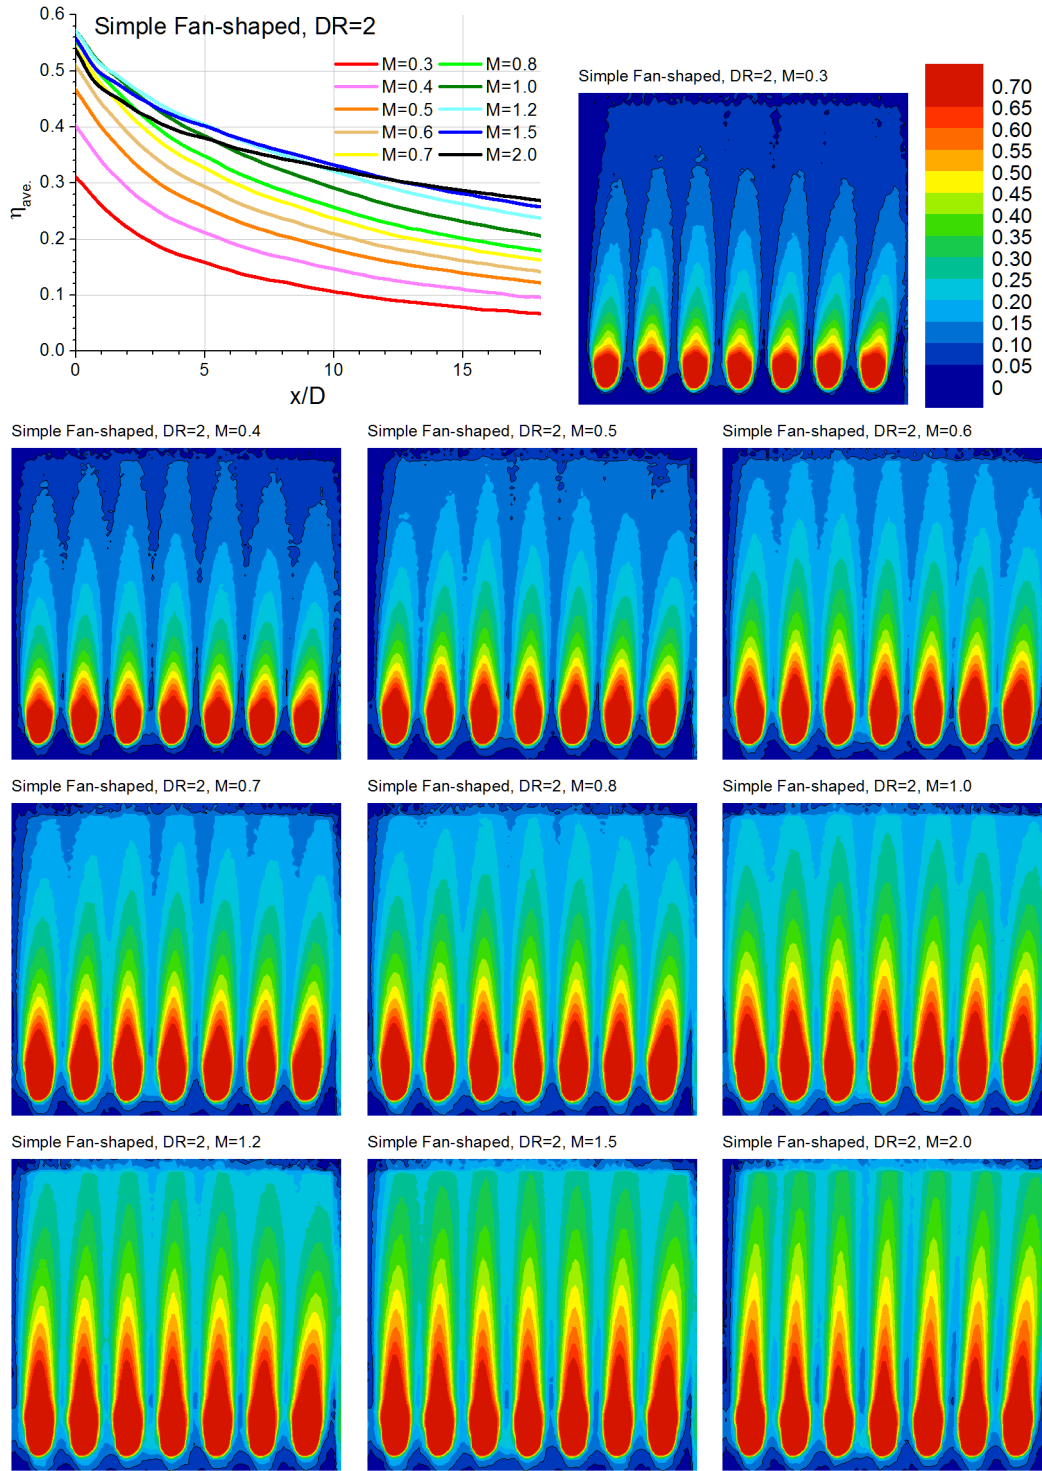 Simple Fan-shaped, DR=2
0.6
0.5
0.4
0.3
0.2
0.1
0.0
ηave.
M=0.3 M=0.8
M=0.4 M=1.0
M=0.5 M=1.2
M=0.6 M=1.5
M=0.7 M=2.0
0 5 10 15
x/D
Simple Fan-shaped, DR=2, M=0.3
0.70
0.65
0.60
0.55
0.50
0.45
0.40
0.35
0.30
0.25
0.20
0.15
0.10
0.05
0
Simple Fan-shaped, DR=2, M=0.4
Simple Fan-shaped, DR=2, M=0.5
Simple Fan-shaped, DR=2, M=0.6
Simple Fan-shaped, DR=2, M=0.7
Simple Fan-shaped, DR=2, M=0.8
Simple Fan-shaped, DR=2, M=1.0
Simple Fan-shaped, DR=2, M=1.2
Simple Fan-shaped, DR=2, M=1.5
Simple Fan-shaped, DR=2, M=2.0